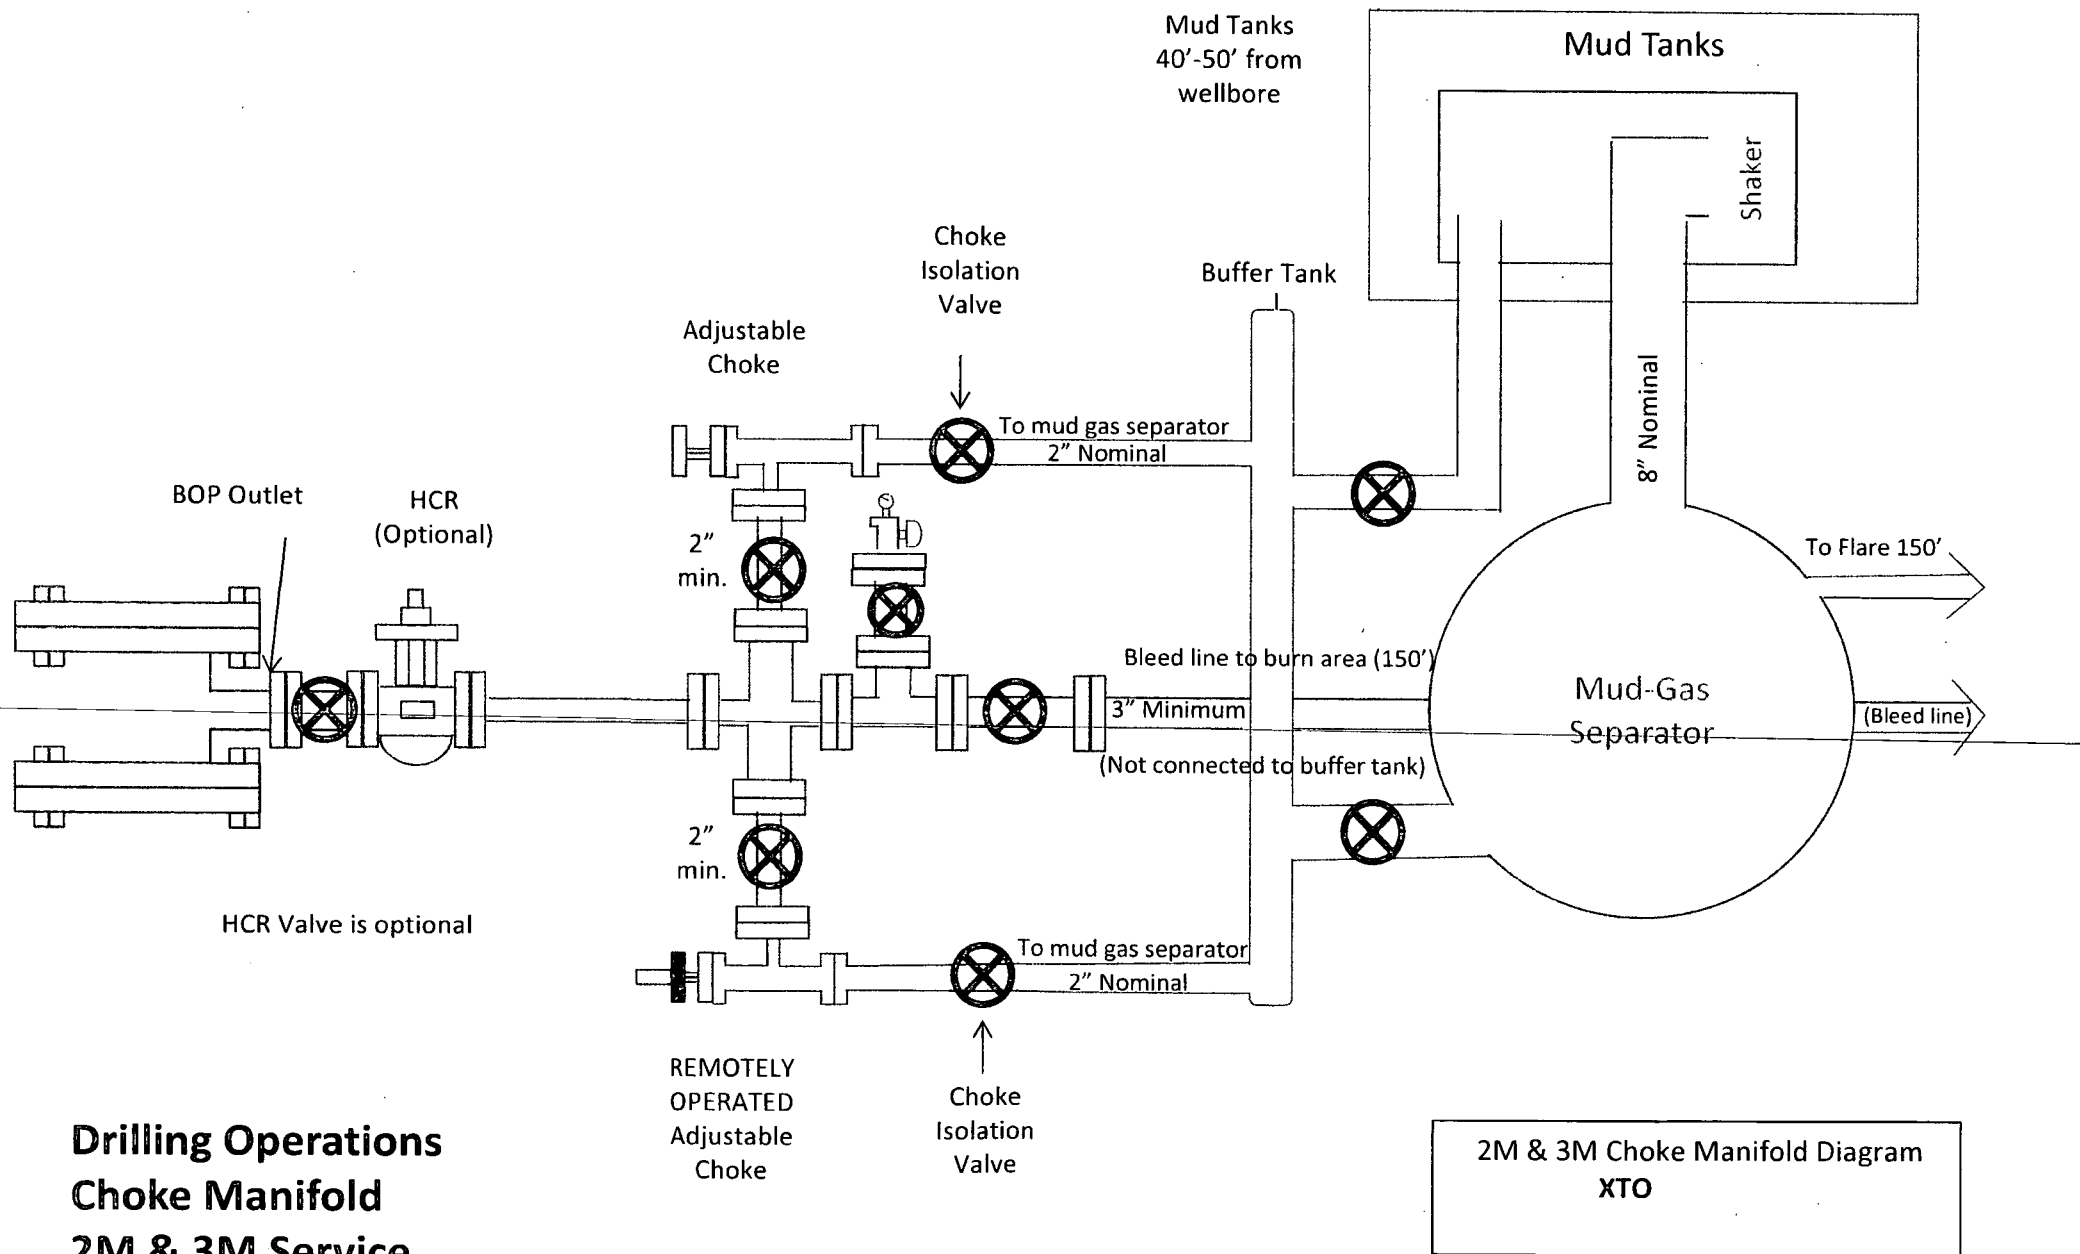 Mud Tanks
40'-50' from
wellbore
Mud Tanks
Shaker
Choke
Isolation
Valve
Buffer Tank
Adjustable
Choke
8" Nominal
To mud gas separator
2" Nominal
BOP Outlet
HCR
(Optional)
2"
min.
To Flare 150'
Bleed line to burn area (150')
3" Minimum
(Not connected to buffer tank)
Mud-Gas
Separator
(Bleed line)
2"
min.
HCR Valve is optional
To mud gas separator
2" Nominal
REMOTELY
OPERATED
Adjustable
Choke
Choke
Isolation
Valve
Drilling Operations
Choke Manifold
2M & 3M Service
2M & 3M Choke Manifold Diagram
XTO